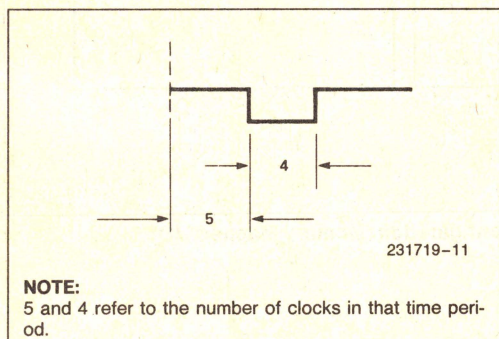 4
5
231719–11
NOTE:
5 and 4 refer to the number of clocks in that time peri-
od.